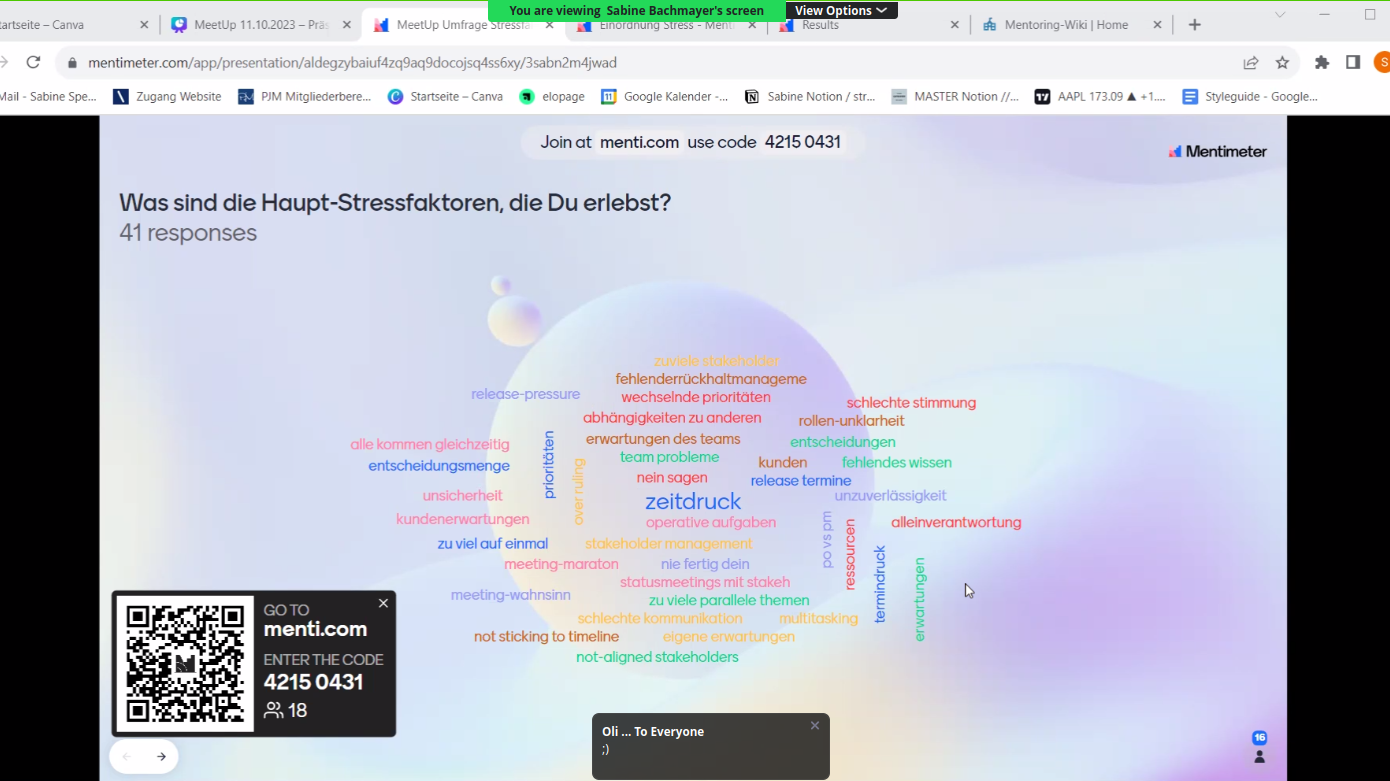 You are viewing Sabine Bachmayer's screen
View Options
tartseite – Canva
MeetUp 11.10.2023 – Präs
MeetUp Umfrage Stressfa
Einordnung Stress - Menti
Results
Mentoring-Wiki | Home
mentimeter.com/app/presentation/aldegzybaiuf4zq9aq9docojsq4ss6xy/3sabn2m4jwad
S
Mail - Sabine Spe...
Zugang Website
PJM Mitgliederbere...
Startseite – Canva
elopage
Google Kalender -...
Sabine Notion / str...
MASTER Notion //...
AAPL 173.09 ▲ +1....
Styleguide - Google...
Join at menti.com use code 4215 0431
Mentimeter
Was sind die Haupt-Stressfaktoren, die Du erlebst?
41 responses
zuviele stakeholder
fehlenderrückhaltmanageme
release-pressure
wechselnde prioritäten
schlechte stimmung
abhängigkeiten zu anderen
rollen-unklarheit
alle kommen gleichzeitig
prioritäten
erwartungen des teams
entscheidungen
entscheidungsmenge
over ruling
team probleme
kunden
fehlendes wissen
nein sagen
release termine
unsicherheit
zeitdruck
unzuverlässigkeit
kundenerwartungen
operative aufgaben
po vs pm
ressourcen
alleinverantwortung
zu viel auf einmal
stakeholder management
termindruck
erwartungen
meeting-maraton
nie fertig dein
statusmeetings mit stakeh
meeting-wahnsinn
zu viele parallele themen
schlechte kommunikation
multitasking
not sticking to timeline
eigene erwartungen
not-aligned stakeholders
GO TO
menti.com
ENTER THE CODE
4215 0431
18
Oli ... To Everyone
;)
16